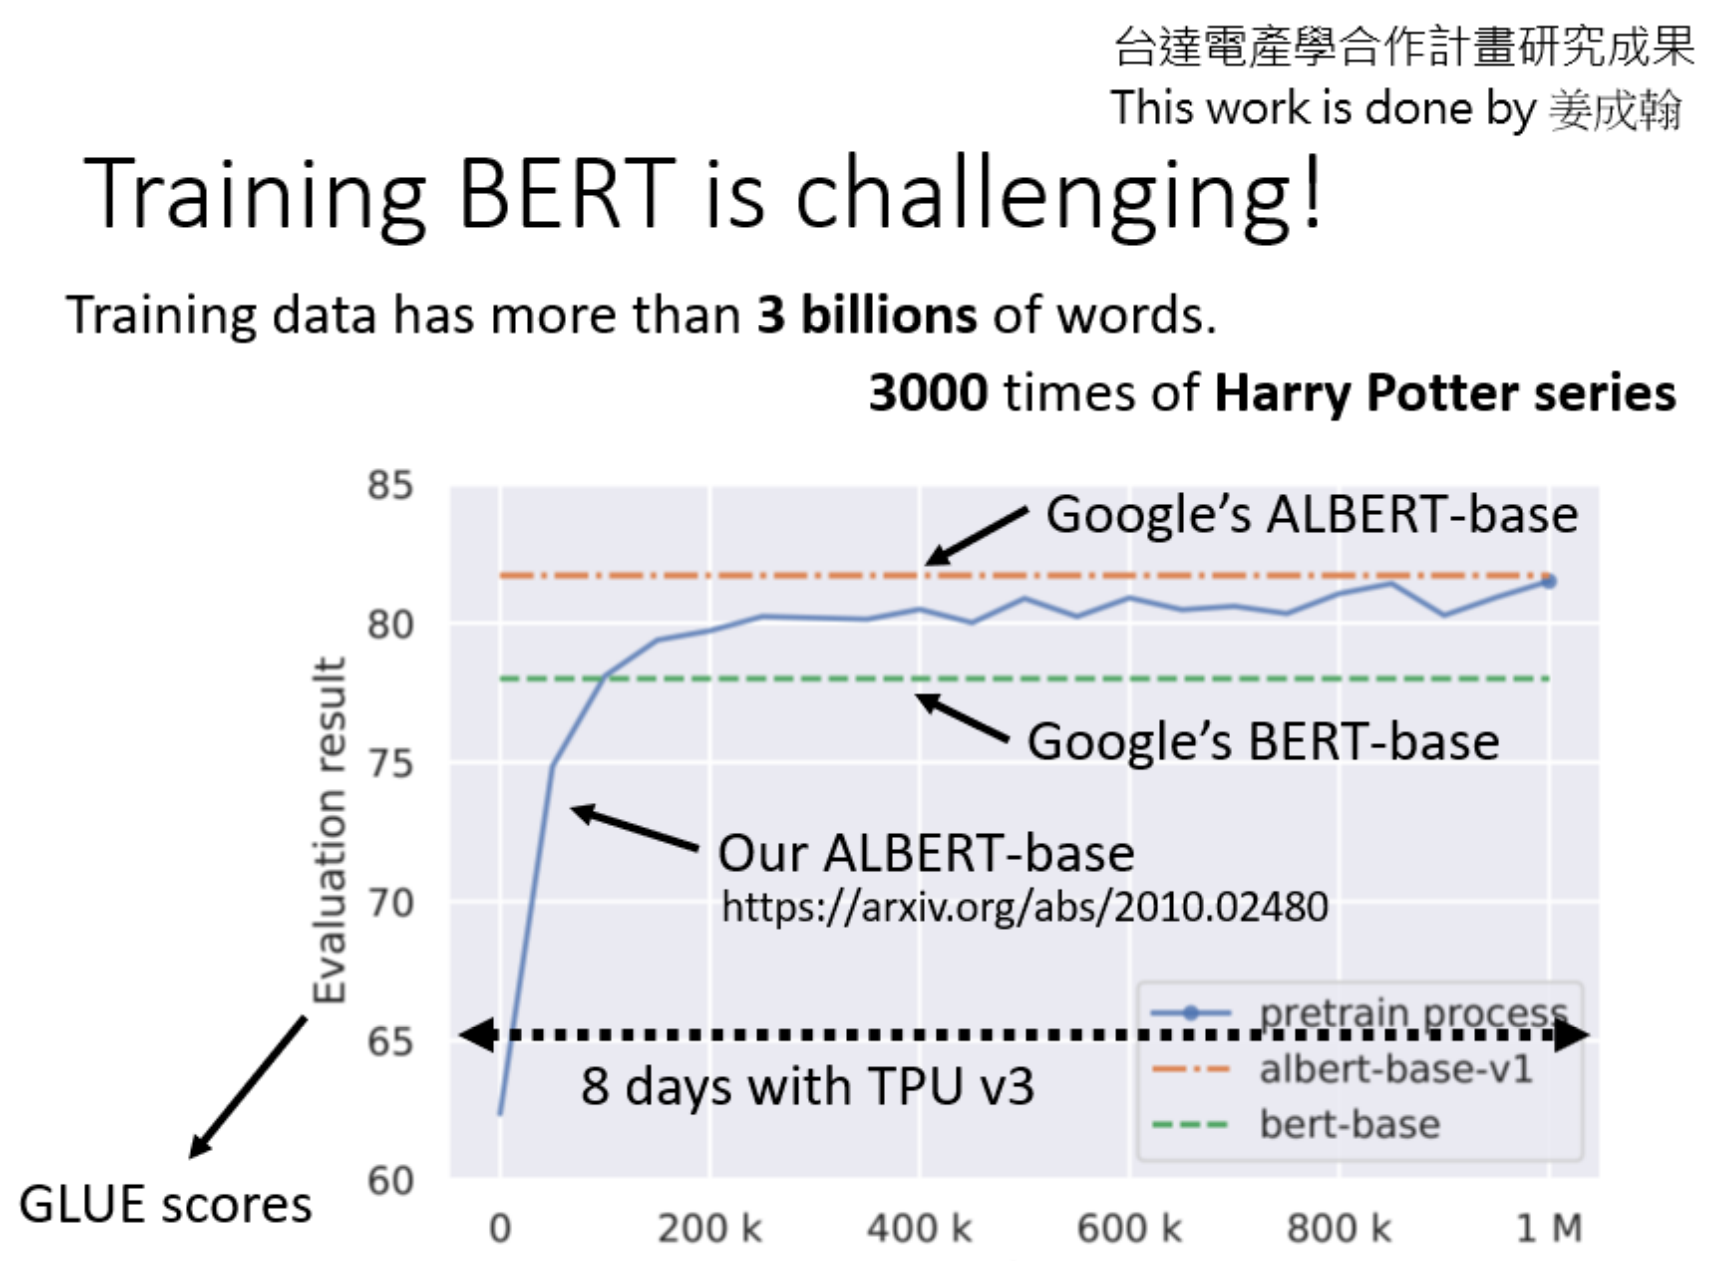 台達電產學合作計畫研究成果
This work is done by 姜成翰
Training BERT is challenging!
Training data has more than 3 billions of words.
3000 times of Harry Potter series
85
80
75
70
65
60
Evaluation result
GLUE scores
Google's ALBERT-base
Google's BERT-base
Our ALBERT-base
https://arxiv.org/abs/2010.02480
8 days with TPU v3
pretrain process
albert-base-v1
bert-base
0 200 k 400 k 600 k 800 k 1 M